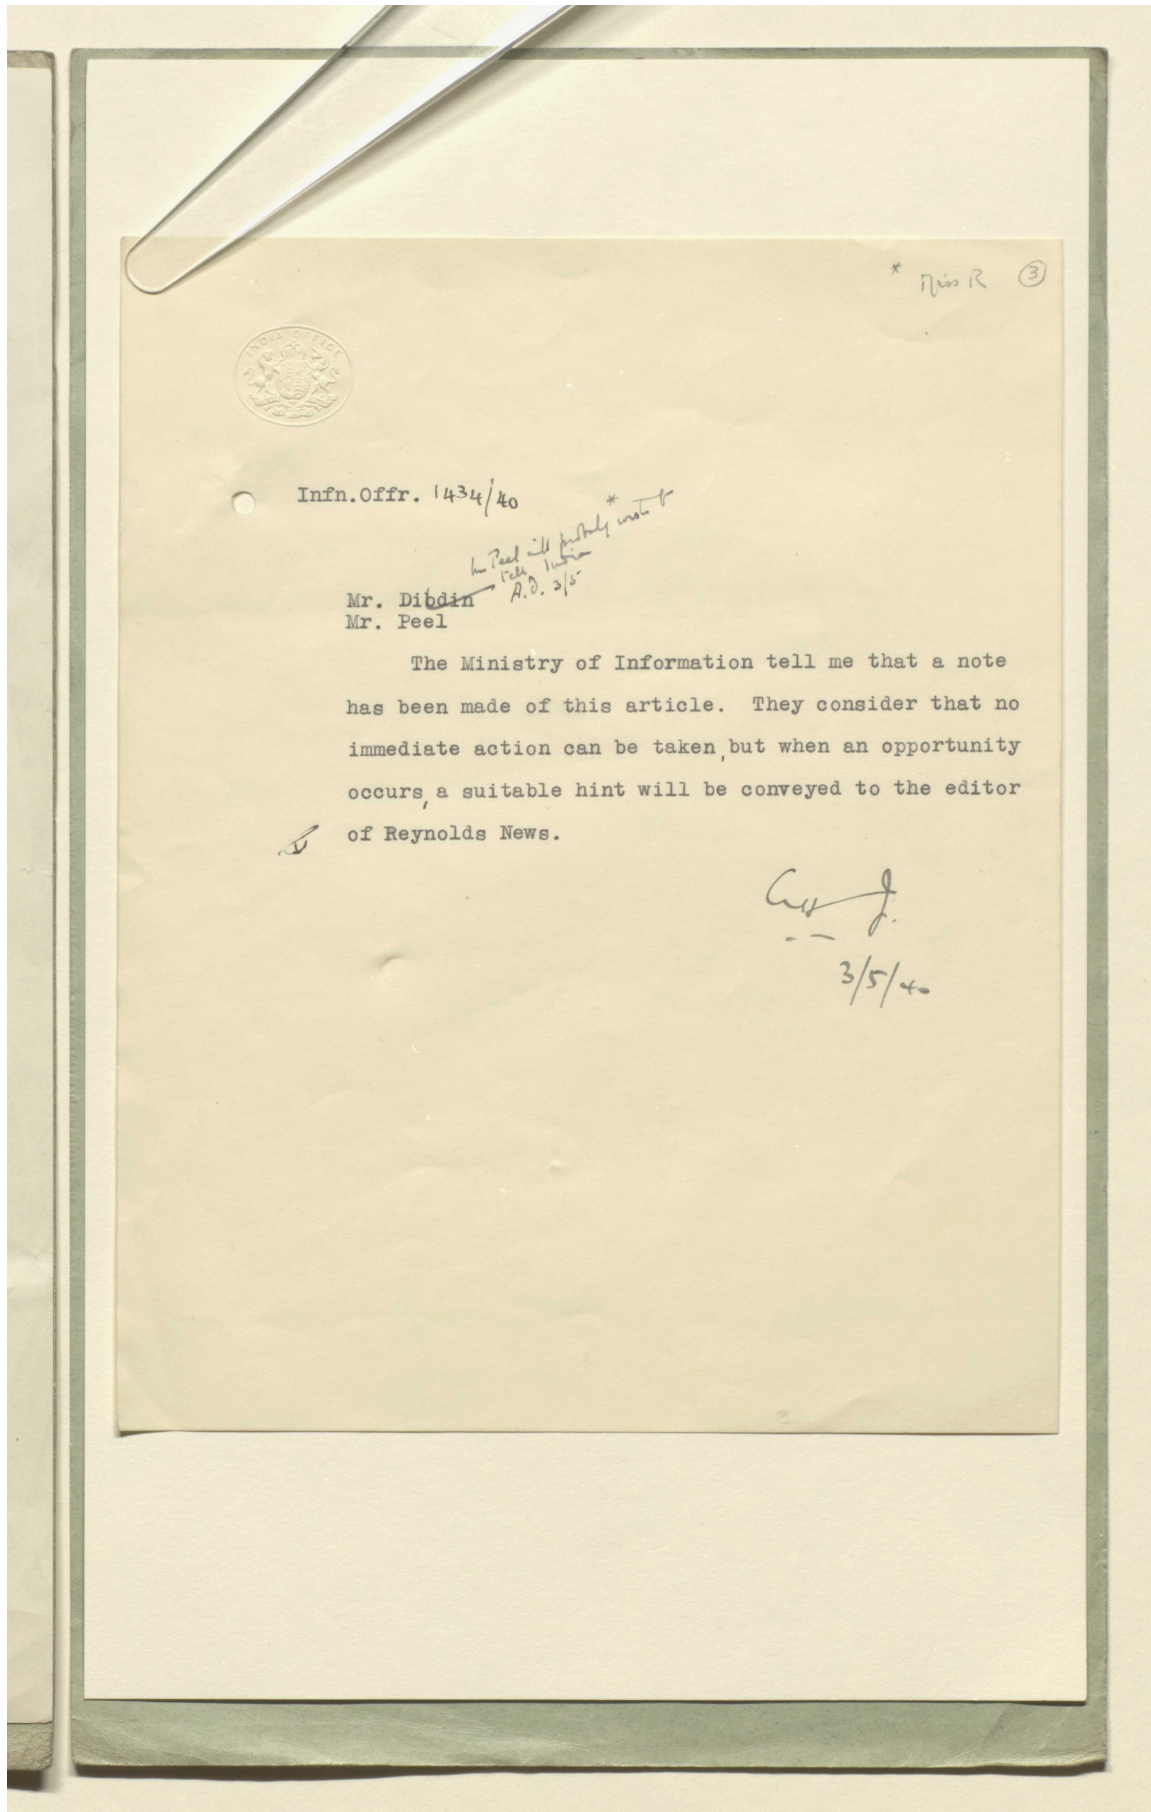 * Miss R 3
INDIA OFFICE
Infn.Offr. 1434/40
Mr Peel will probably * want to
tell India
A.D. 3/5
Mr. Dibdin
Mr. Peel
The Ministry of Information tell me that a note
has been made of this article. They consider that no
immediate action can be taken, but when an opportunity
occurs, a suitable hint will be conveyed to the editor
of Reynolds News.
J.
3/5/40